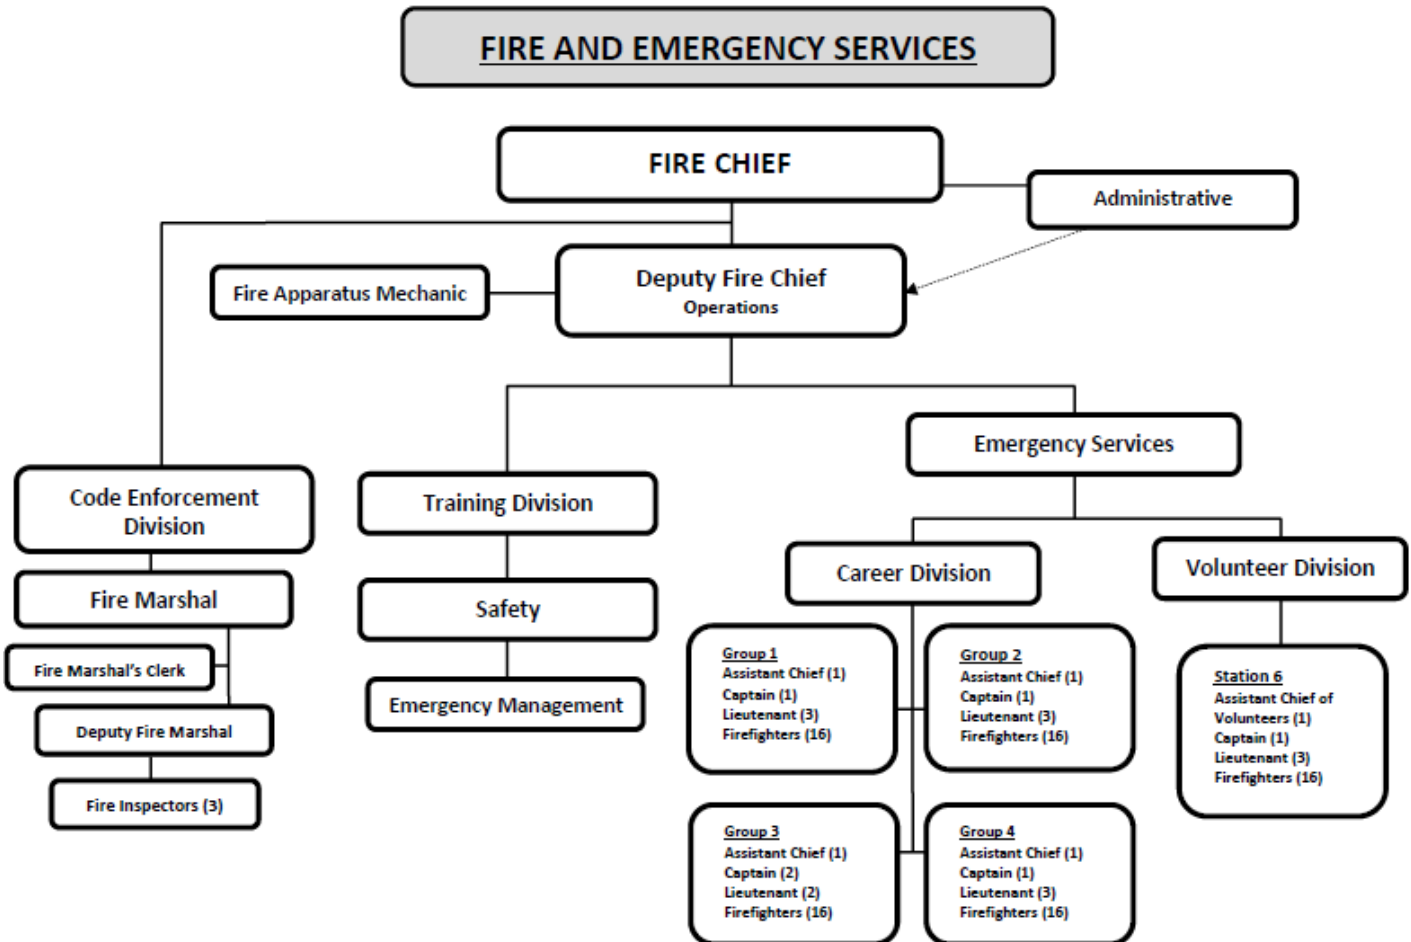 FIRE AND EMERGENCY SERVICES
FIRE CHIEF
Administrative
Deputy Fire Chief
Operations
Fire Apparatus Mechanic
Emergency Services
Code Enforcement
Division
Training Division
Career Division
Volunteer Division
Fire Marshal
Safety
Fire Marshal's Clerk
Emergency Management
Deputy Fire Marshal
Fire Inspectors (3)
Group 1
Assistant Chief (1)
Captain (1)
Lieutenant (3)
Firefighters (16)
Group 2
Assistant Chief (1)
Captain (1)
Lieutenant (3)
Firefighters (16)
Station 6
Assistant Chief of
Volunteers (1)
Captain (1)
Lieutenant (3)
Firefighters (16)
Group 3
Assistant Chief (1)
Captain (2)
Lieutenant (2)
Firefighters (16)
Group 4
Assistant Chief (1)
Captain (1)
Lieutenant (3)
Firefighters (16)